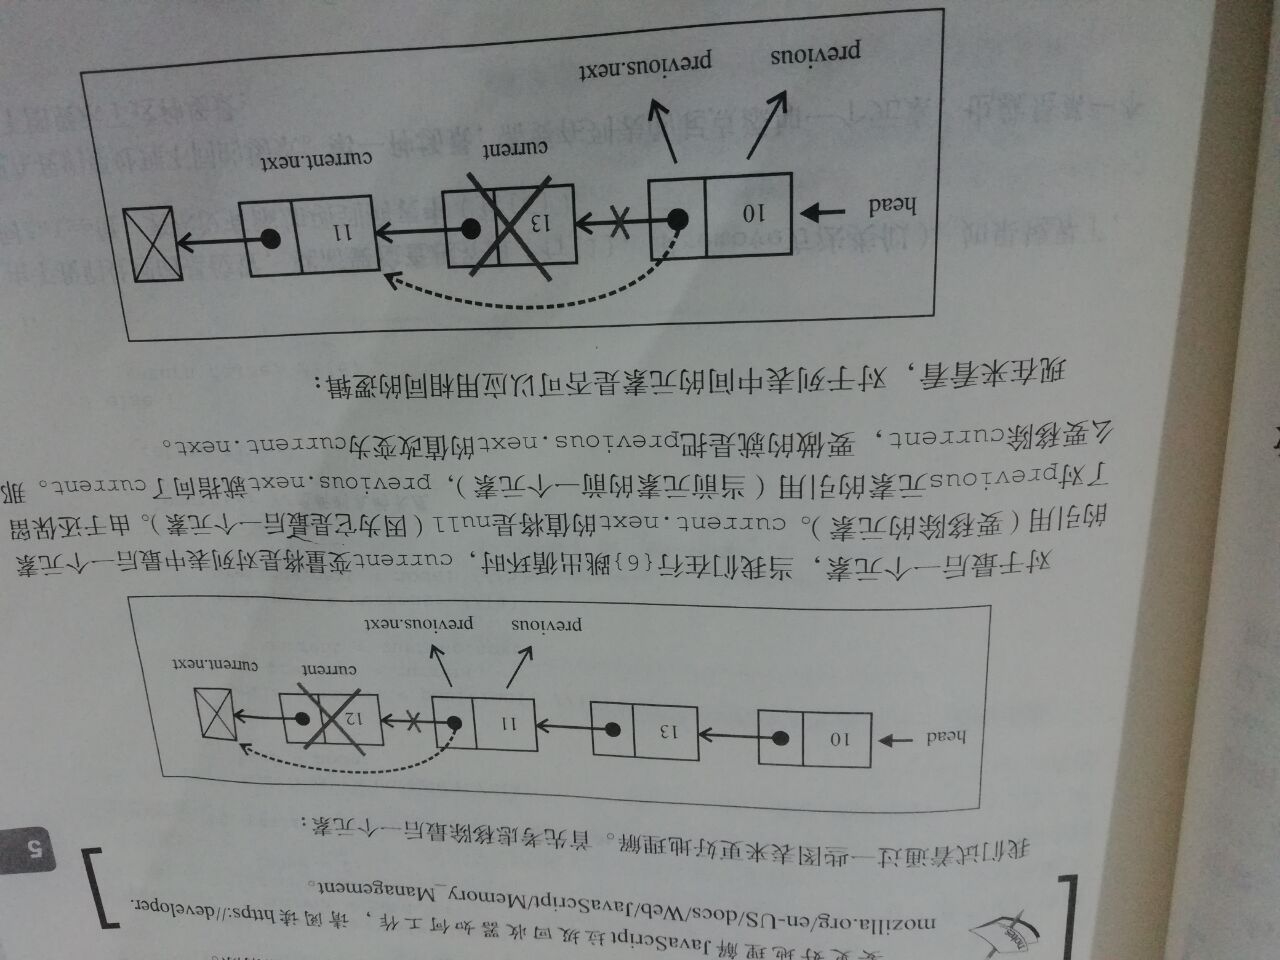 要更好地理解JavaScript垃圾回收器如何工作，请阅读https://developer.
mozilla.org/en-US/docs/Web/JavaScript/Memory_Management。
5
我们试着通过一些图表来更好地理解。首先考虑移除最后一个元素：
head 10 13 11 12
previous previous.next current current.next
对于最后一个元素，当我们在行{6}跳出循环时，current变量将是对列表中最后一个元素
的引用（要移除的元素）。current.next的值将是null（因为它是最后一个元素）。由于还保留
了对previous元素的引用（当前元素的前一个元素），previous.next就指向了current。那
么要移除current，要做的就是把previous.next的值改变为current.next。
现在来看看，对于列表中间的元素是否可以应用相同的逻辑：
head 10 13 11
current current.next
previous previous.next